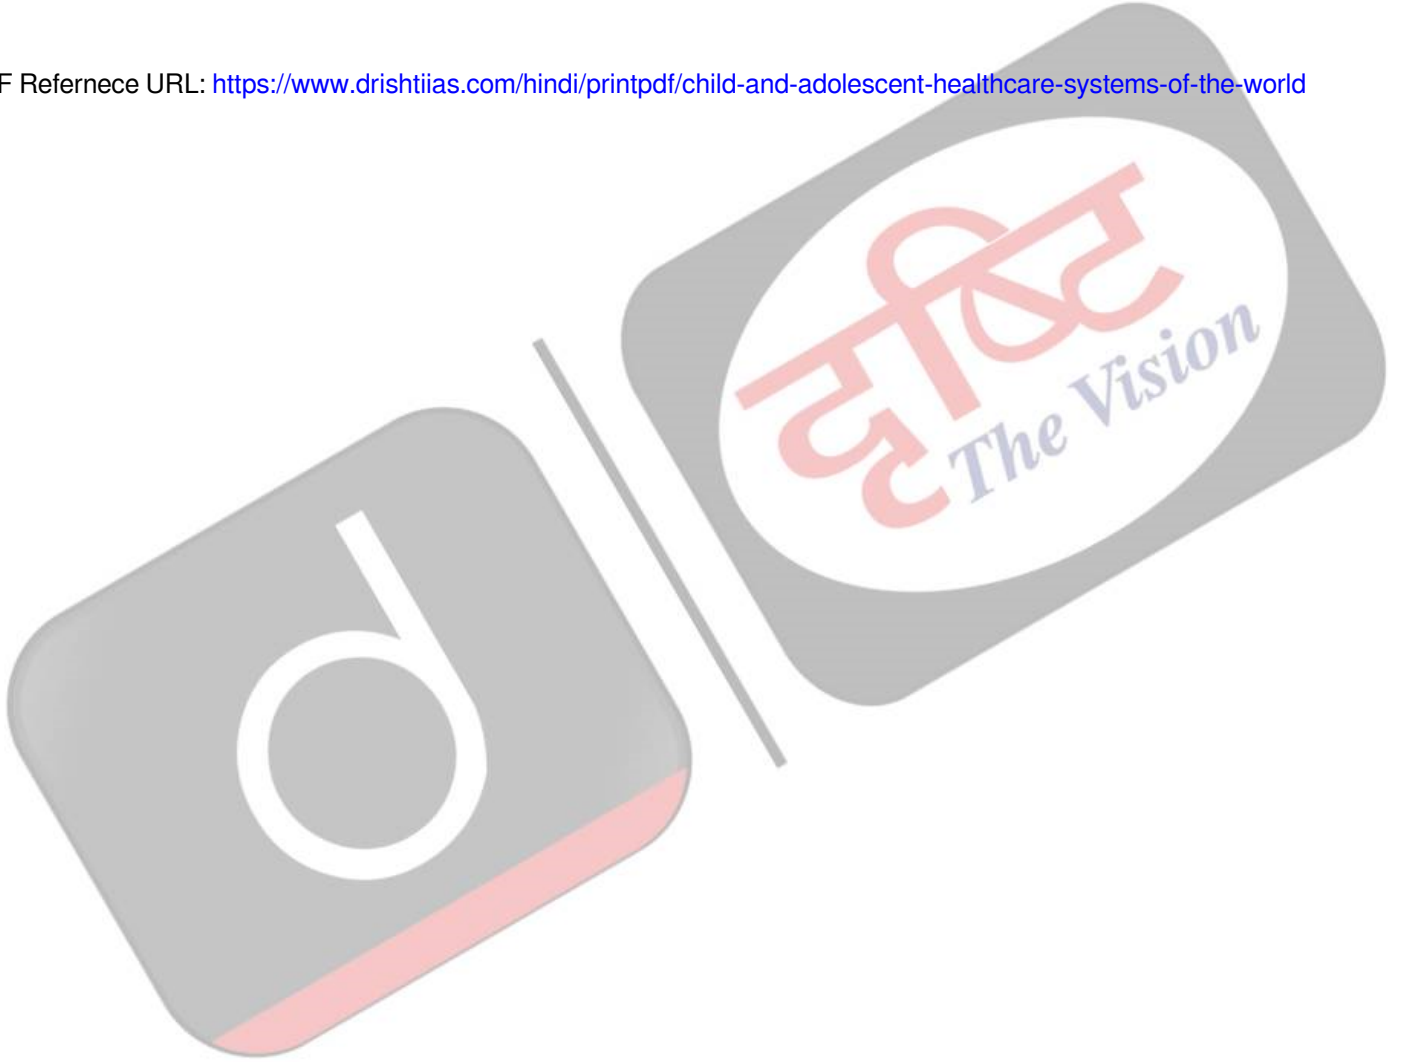 F Refernece URL: https://www.drishtiias.com/hindi/printpdf/child-and-adolescent-healthcare-systems-of-the-world
दृष्टि
The Vision
d